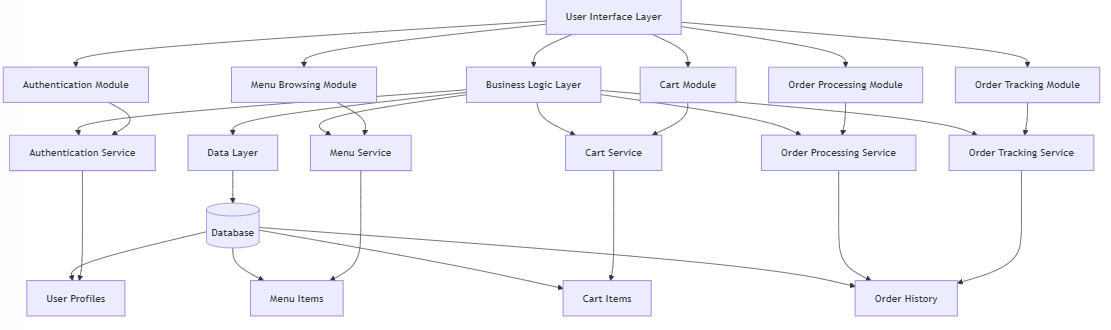 User Interface Layer
Authentication Module
Menu Browsing Module
Business Logic Layer
Cart Module
Order Processing Module
Order Tracking Module
Authentication Service
Data Layer
Menu Service
Cart Service
Order Processing Service
Order Tracking Service
Database
User Profiles
Menu Items
Cart Items
Order History